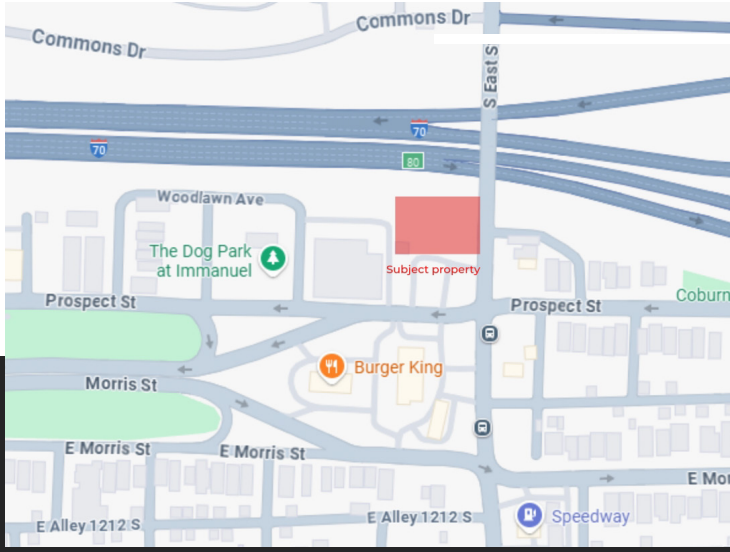 Commons Dr
Commons Dr
S East S
70
70
80
Woodlawn Ave
The Dog Park
at Immanuel
Subject property
Prospect St
Prospect St
Coburn
Burger King
Morris St
E Morris St
E Morris St
E Mor
E Alley 1212 S
E Alley 1212 S
Speedway